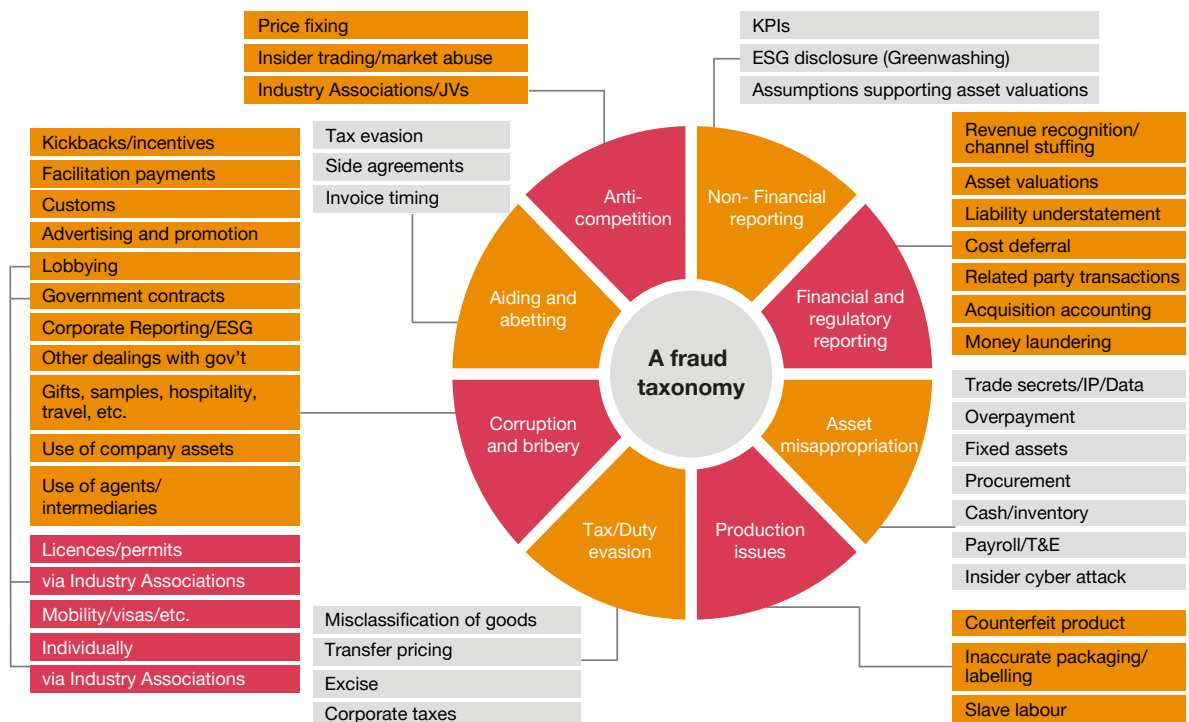 Price fixing
Insider trading/market abuse
Industry Associations/JVs
KPIs
ESG disclosure (Greenwashing)
Assumptions supporting asset valuations
Kickbacks/incentives
Facilitation payments
Customs
Advertising and promotion
Lobbying
Government contracts
Corporate Reporting/ESG
Other dealings with gov't
Gifts, samples, hospitality,
travel, etc.
Use of company assets
Use of agents/
intermediaries
Licences/permits
via Industry Associations
Mobility/visas/etc.
Individually
via Industry Associations
Tax evasion
Side agreements
Invoice timing
Anti-
competition
Non- Financial
reporting
Aiding and
abetting
Financial and
regulatory
reporting
A fraud
taxonomy
Corruption
and bribery
Asset
misappropriation
Tax/Duty
evasion
Production
issues
Revenue recognition/
channel stuffing
Asset valuations
Liability understatement
Cost deferral
Related party transactions
Acquisition accounting
Money laundering
Trade secrets/IP/Data
Overpayment
Fixed assets
Procurement
Cash/inventory
Payroll/T&E
Insider cyber attack
Misclassification of goods
Transfer pricing
Excise
Corporate taxes
Counterfeit product
Inaccurate packaging/
labelling
Slave labour